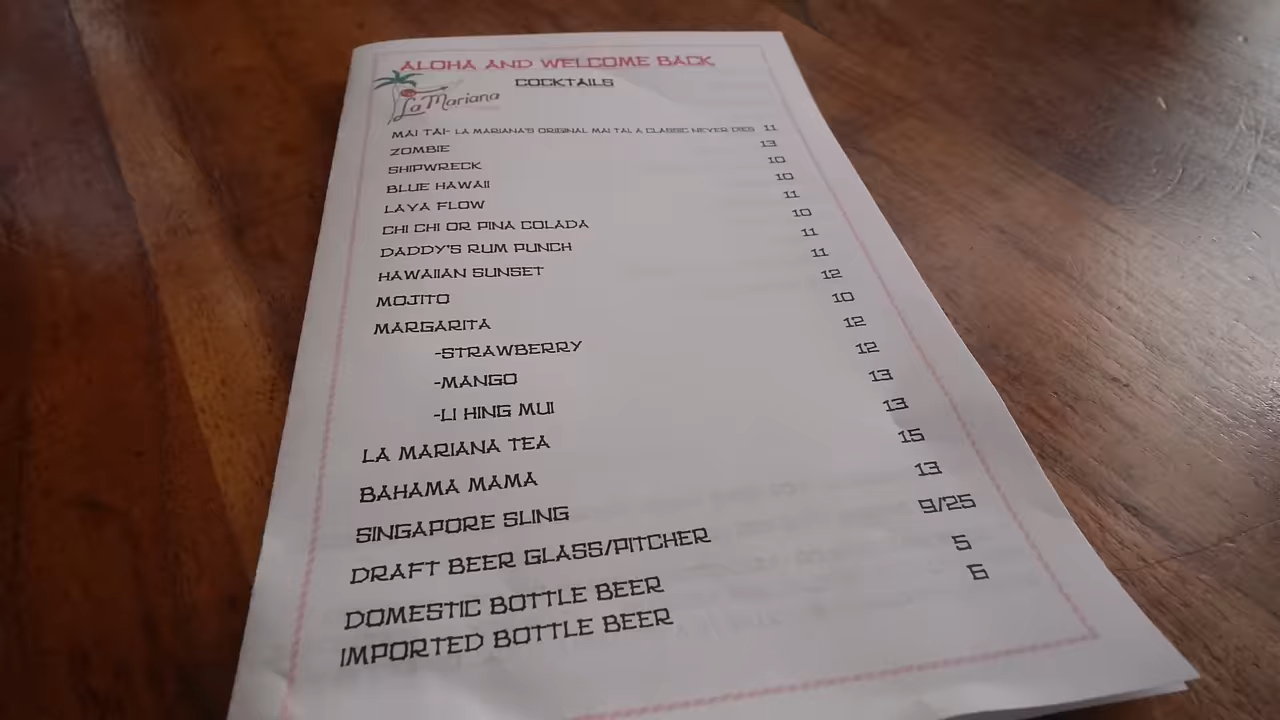 ALOHA AND WELCOME BACK
COCKTAILS
La Mariana
MAI TAI- LA MARIANA'S ORIGINAL MAI TAI, A CLASSIC NEVER DIES 11
ZOMBIE 13
SHIPWRECK 10
BLUE HAWAII 10
LAYA FLOW 11
CHI CHI OR PINA COLADA 10
DADDY'S RUM PUNCH 11
HAWAIIAN SUNSET 11
MOJITO 12
MARGARITA 10
-STRAWBERRY 12
-MANGO 12
-LI HING MUI 13
LA MARIANA TEA 13
BAHAMA MAMA 15
SINGAPORE SLING 13
DRAFT BEER GLASS/PITCHER 9/25
DOMESTIC BOTTLE BEER 5
IMPORTED BOTTLE BEER 6